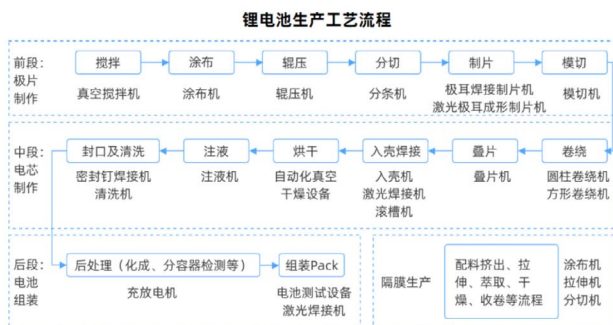 锂电池生产工艺流程
前段：
极片
制作
搅拌
涂布
辊压
分切
制片
模切
真空搅拌机
涂布机
辊压机
分条机
极耳焊接制片机
激光极耳成形制片机
模切机
中段：
电芯
制作
封口及清洗
注液
烘干
入壳焊接
叠片
卷绕
密封钉焊接机
清洗机
注液机
自动化真空
干燥设备
入壳机
激光焊接机
滚槽机
叠片机
圆柱卷绕机
方形卷绕机
后段：
电池
组装
后处理（化成、分容器检测等）
组装Pack
充放电机
电池测试设备
激光焊接机
隔膜生产
配料挤出、拉
伸、萃取、干
燥、收卷等流程
涂布机
拉伸机
分切机